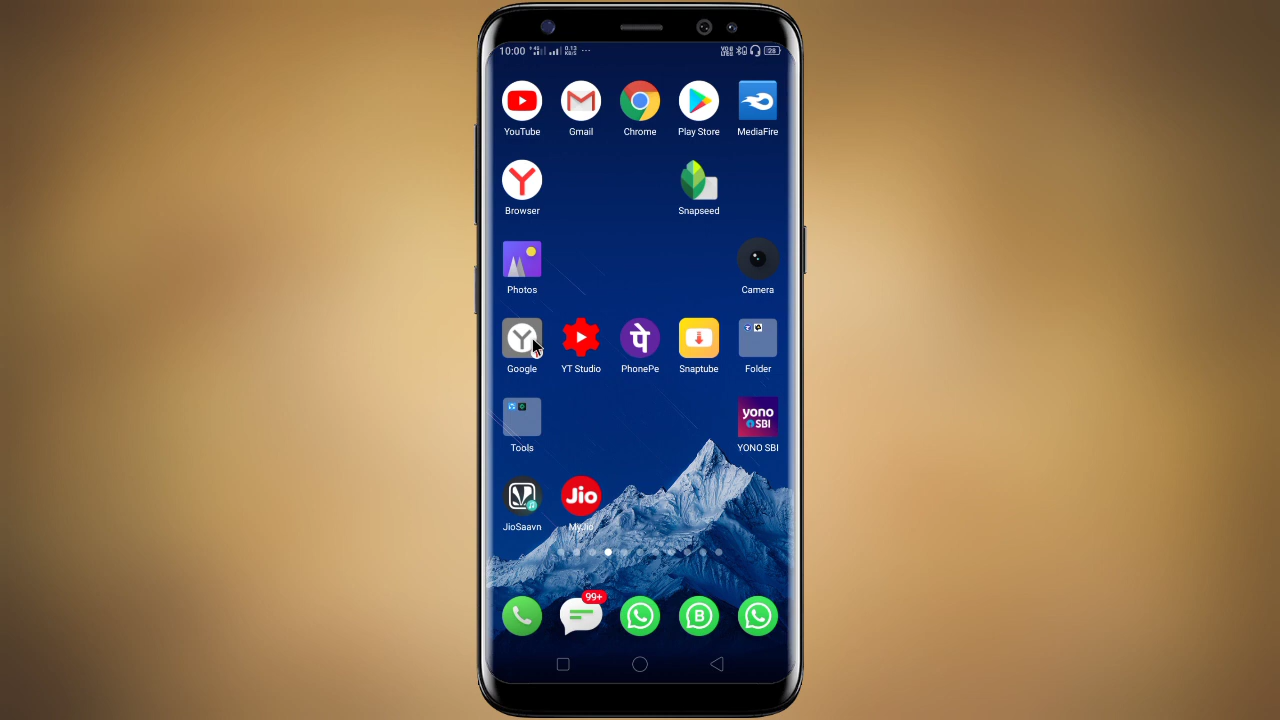 10:00
YouTube Gmail Chrome Play Store MediaFire
Browser Snapseed
Photos Camera
Google YT Studio PhonePe Snaptube Folder
पे
yono
SBI
Tools YONO SBI
Jio
JioSaavn MyJio
99+
B